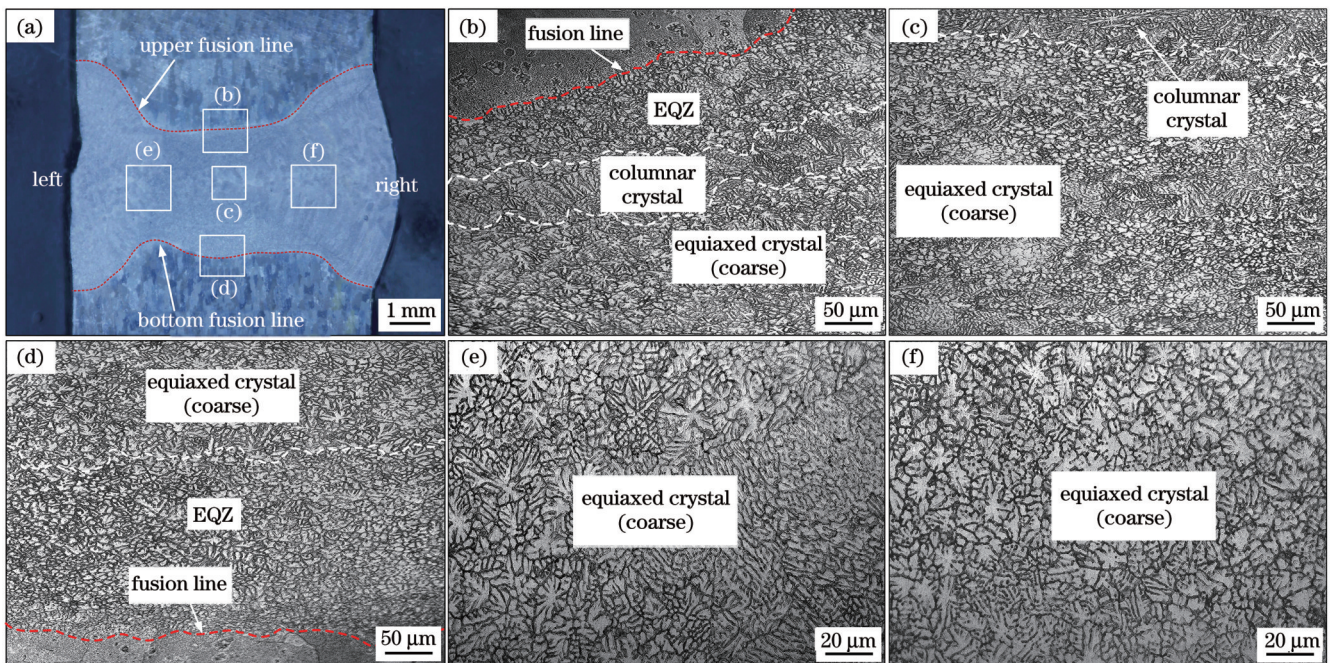 (a)
upper fusion line
(b)
(e)
(f)
left
right
(c)
(d)
bottom fusion line
1 mm
(b)
fusion line
EQZ
columnar
crystal
equiaxed crystal
(coarse)
50 μm
(c)
columnar
crystal
equiaxed crystal
(coarse)
50 μm
(d)
equiaxed crystal
(coarse)
EQZ
fusion line
50 μm
(e)
equiaxed crystal
(coarse)
20 μm
(f)
equiaxed crystal
(coarse)
20 μm